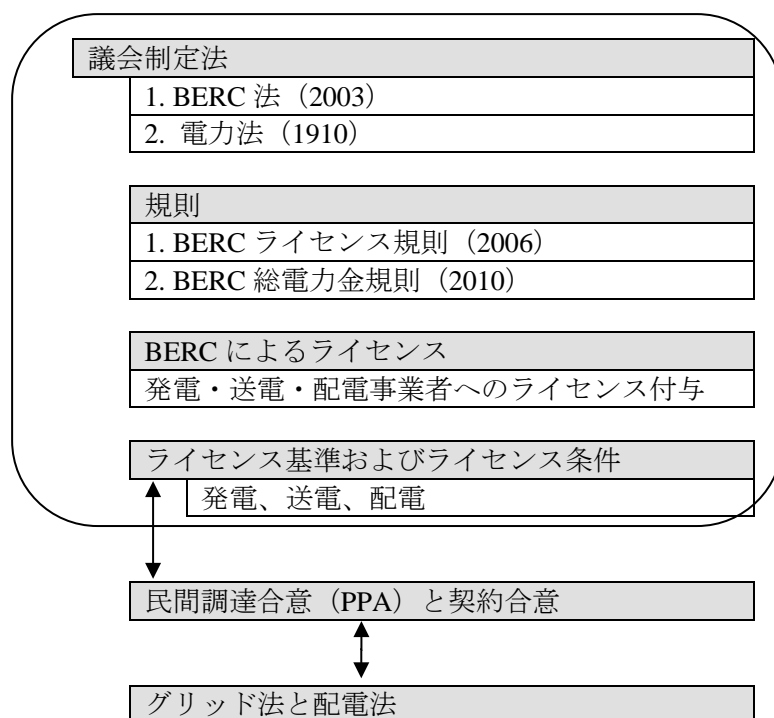 議会制定法
1. BERC 法（2003）
2. 電力法（1910）
規則
1. BERC ライセンス規則（2006）
2. BERC 総電力金規則（2010）
BERC によるライセンス
発電・送電・配電事業者へのライセンス付与
ライセンス基準およびライセンス条件
発電、送電、配電
民間調達合意（PPA）と契約合意
グリッド法と配電法